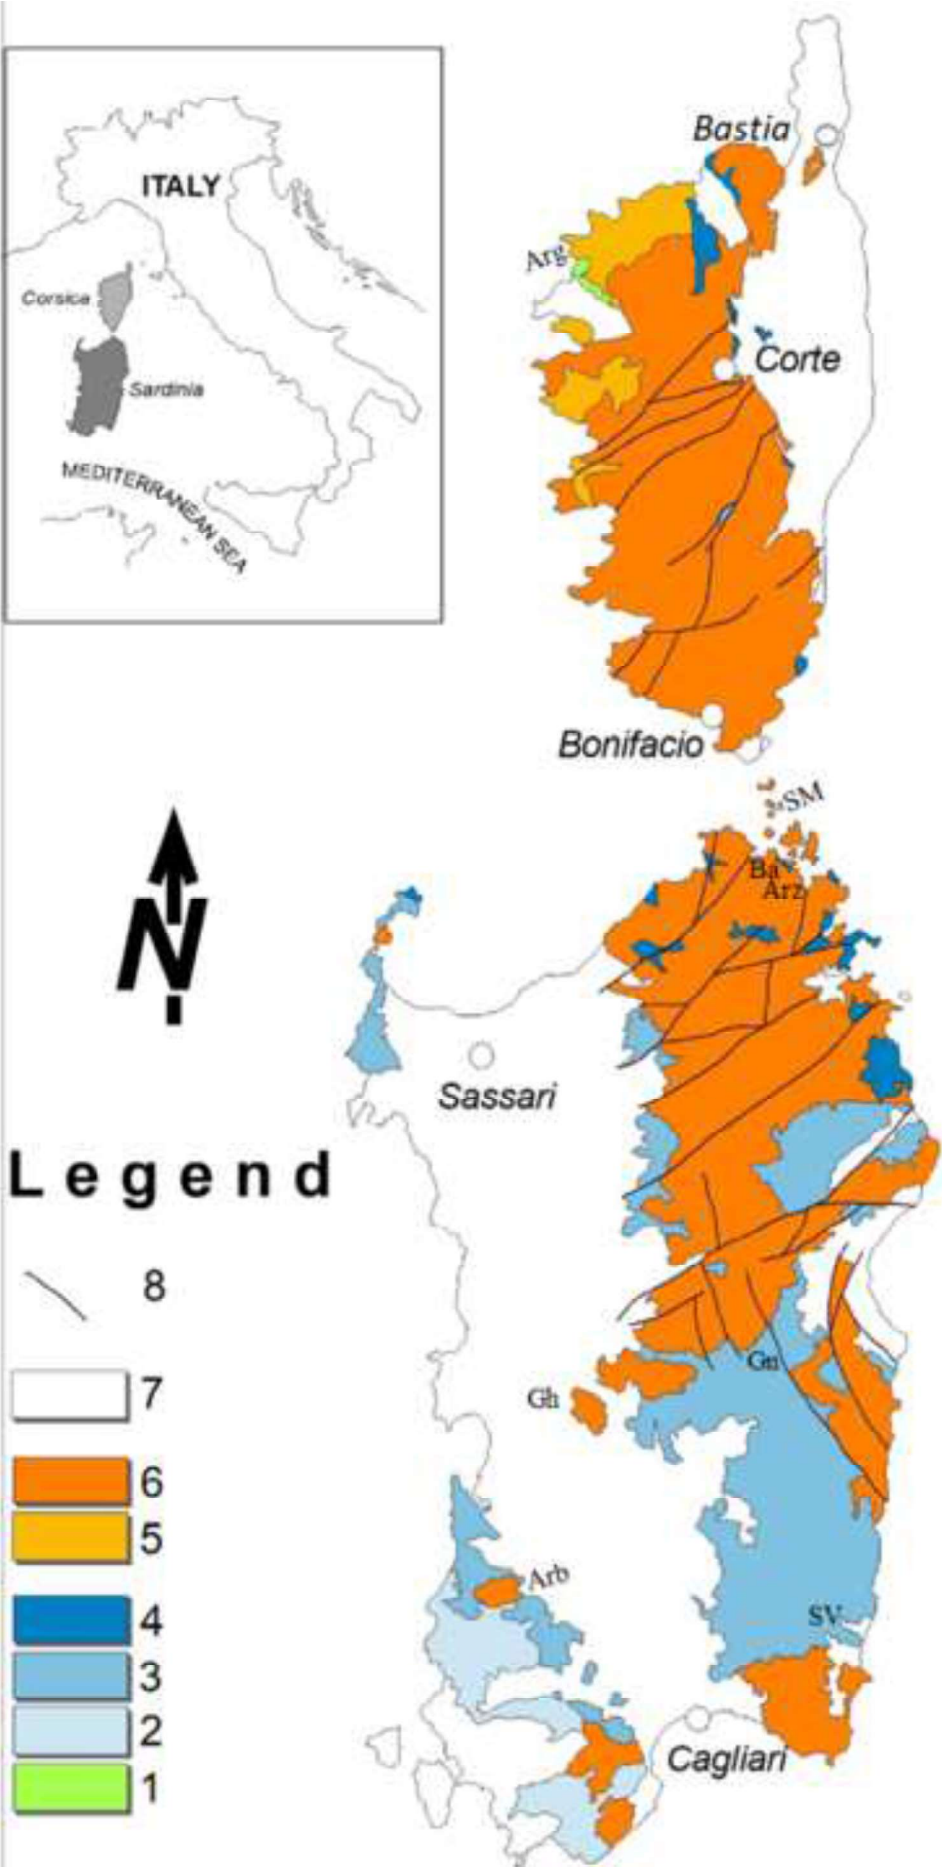 ITALY
Corsica
Sardinia
MEDITERRANEAN SEA
Bastia
Arg
Corte
Bonifacio
SM
Ba
Arz
N
Sassari
Legend
8
7
6
5
4
3
2
1
Gn
Gh
Arb
SV
Cagliari